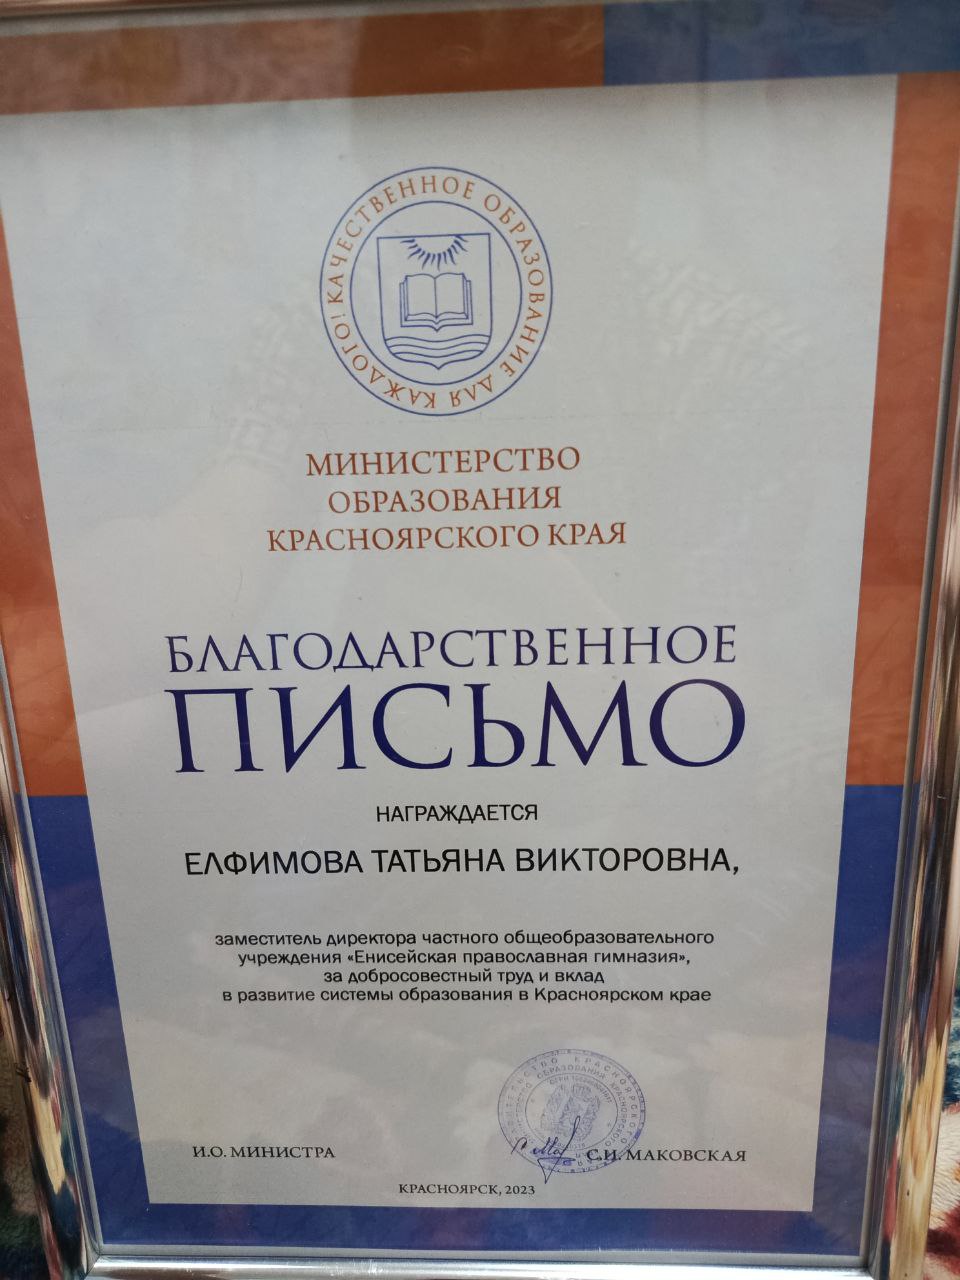 КАЧЕСТВЕННОЕ ОБРАЗОВАНИЕ ДЛЯ КАЖДОГО!
МИНИСТЕРСТВО
ОБРАЗОВАНИЯ
КРАСНОЯРСКОГО КРАЯ
БЛАГОДАРСТВЕННОЕ
ПИСЬМО
НАГРАЖДАЕТСЯ
ЕЛФИМОВА ТАТЬЯНА ВИКТОРОВНА,
заместитель директора частного общеобразовательного
учреждения «Енисейская православная гимназия»,
за добросовестный труд и вклад
в развитие системы образования в Красноярском крае
И.О. МИНИСТРА
С.И. МАКОВСКАЯ
КРАСНОЯРСК, 2023